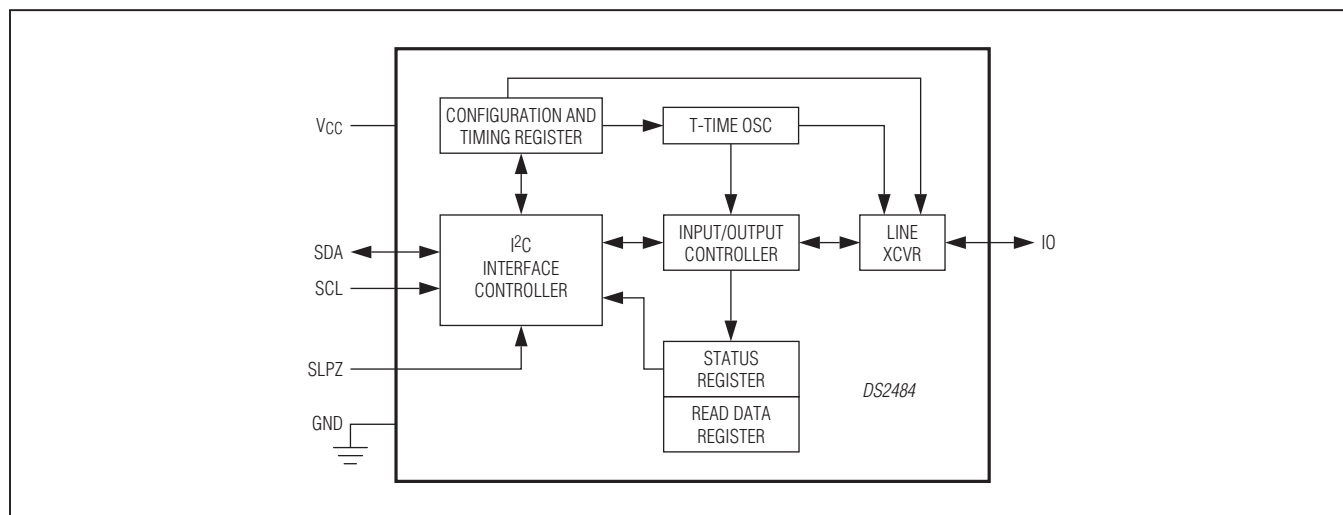 CONFIGURATION AND
TIMING REGISTER
T-TIME OSC
VCC
SDA
SCL
SLPZ
GND
I²C
INTERFACE
CONTROLLER
INPUT/OUTPUT
CONTROLLER
LINE
XCVR
IO
STATUS
REGISTER
READ DATA
REGISTER
DS2484